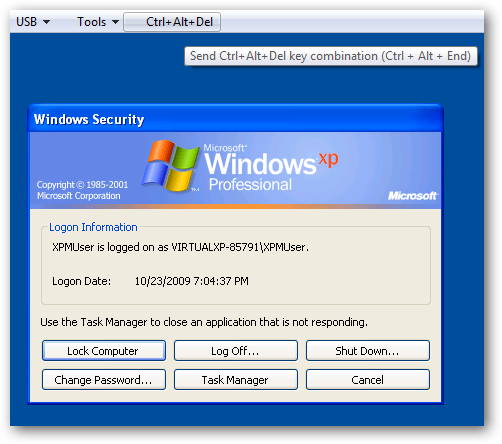 USB Tools Ctrl+Alt+Del
Send Ctrl+Alt+Del key combination (Ctrl + Alt + End)
Windows Security
Microsoft®
Windows xp
Professional
Copyright © 1985-2001
Microsoft Corporation
Microsoft
Logon Information
XPMUser is logged on as VIRTUALXP-85791\XPMUser.
Logon Date: 10/23/2009 7:04:37 PM
Use the Task Manager to close an application that is not responding.
Lock Computer Log Off... Shut Down...
Change Password... Task Manager Cancel